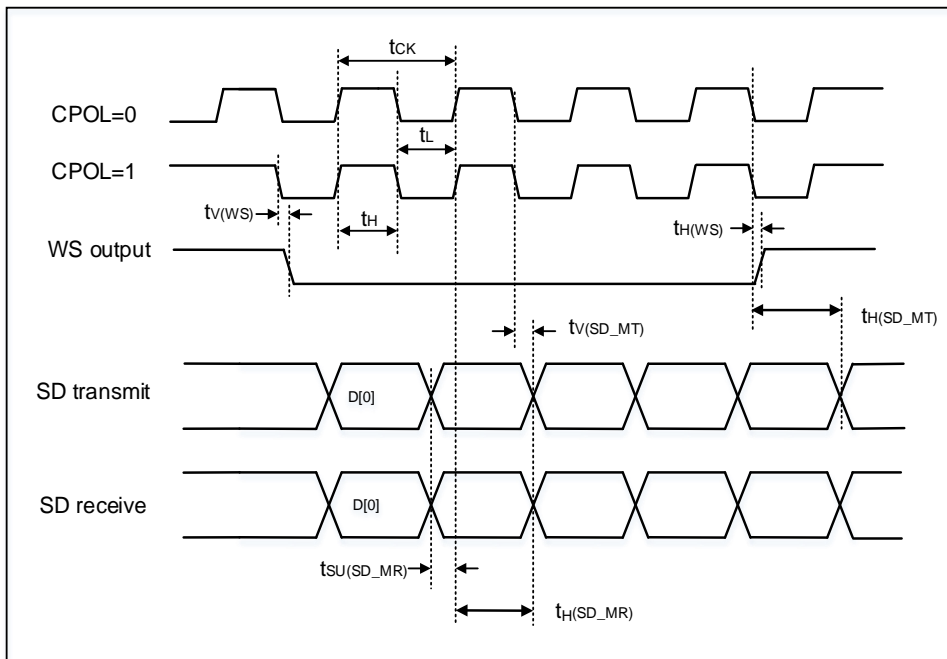 tCK
CPOL=0
tL
CPOL=1
tV(WS)
tH
tH(WS)
WS output
tH(SD_MT)
tV(SD_MT)
SD transmit
D[0]
SD receive
D[0]
tSU(SD_MR)
tH(SD_MR)